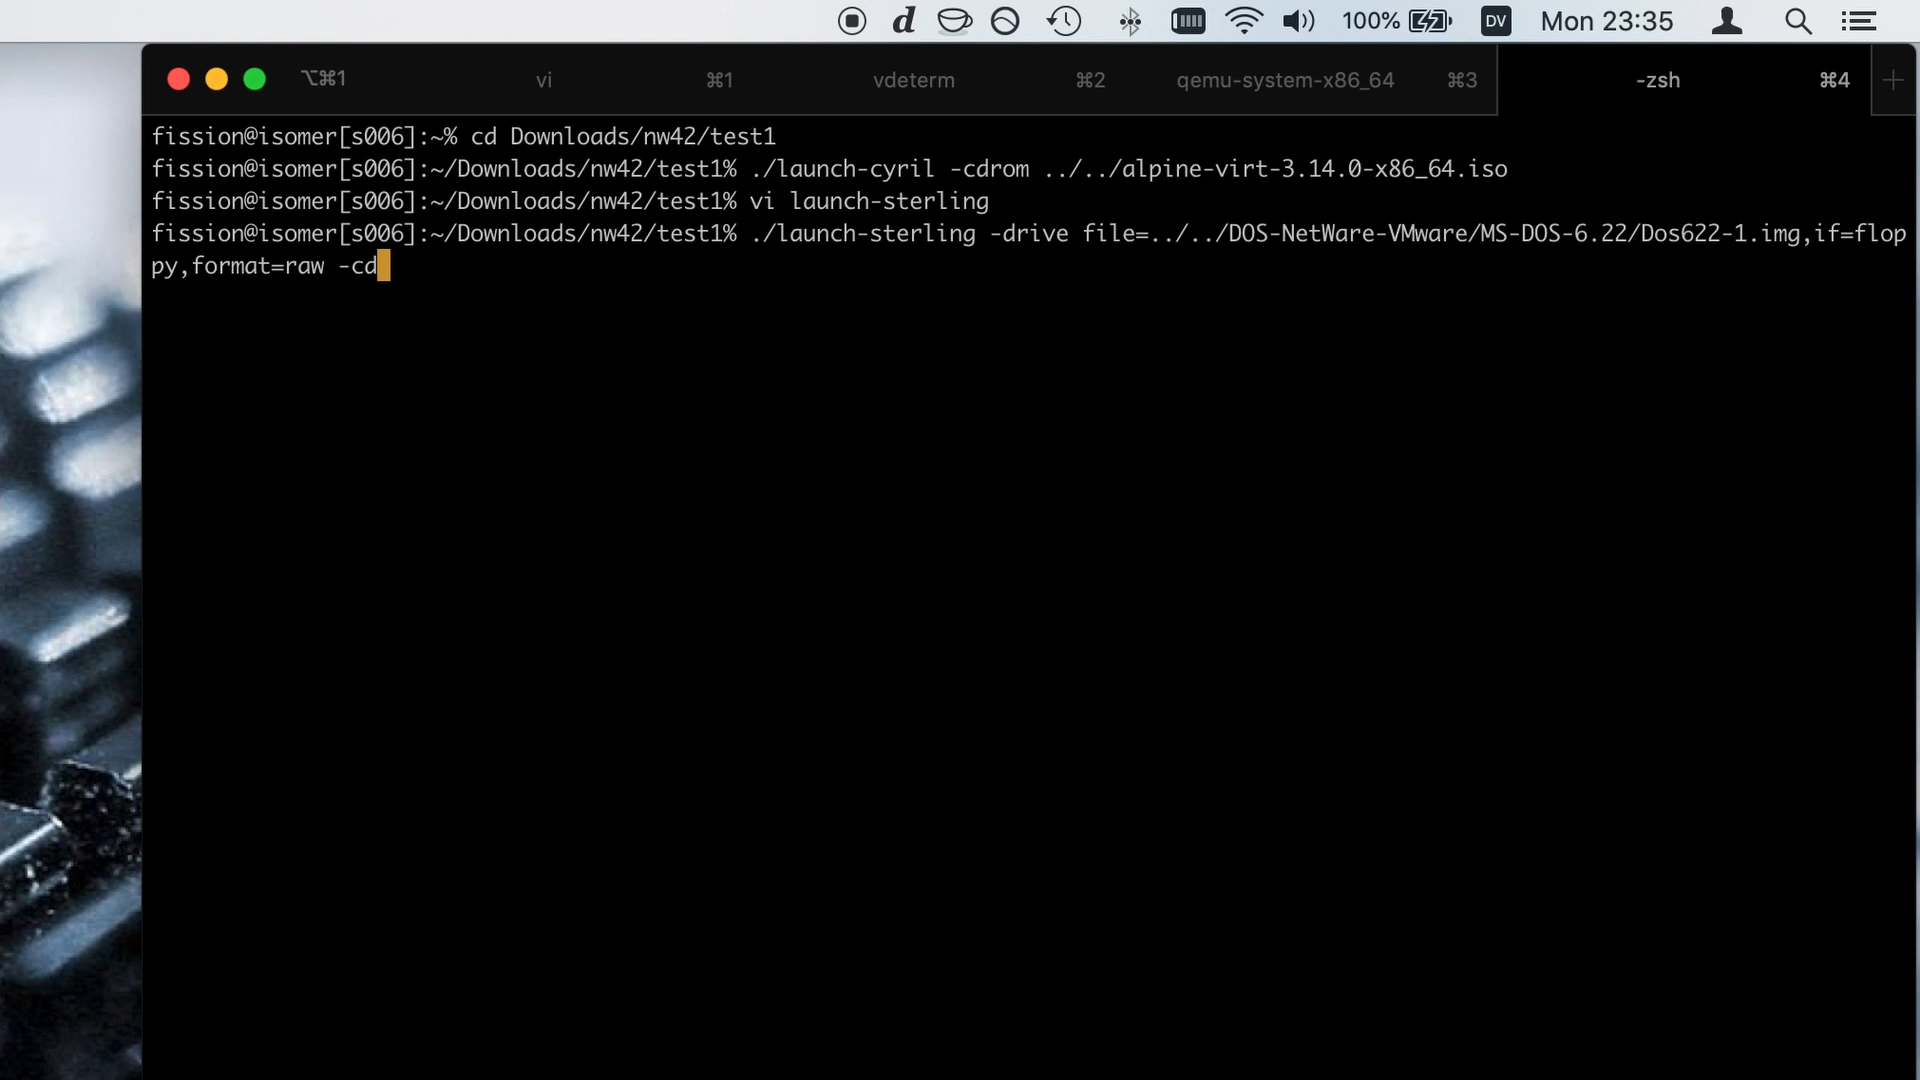 d 100% DV Mon 23:35
⌥⌘1 vi ⌘1 vdeterm ⌘2 qemu-system-x86_64 ⌘3 -zsh ⌘4 +
fission@isomer[s006]:~% cd Downloads/nw42/test1
fission@isomer[s006]:~/Downloads/nw42/test1% ./launch-cyril -cdrom ../../alpine-virt-3.14.0-x86_64.iso
fission@isomer[s006]:~/Downloads/nw42/test1% vi launch-sterling
fission@isomer[s006]:~/Downloads/nw42/test1% ./launch-sterling -drive file=../../DOS-NetWare-VMware/MS-DOS-6.22/Dos622-1.img,if=flop
py,format=raw -cd